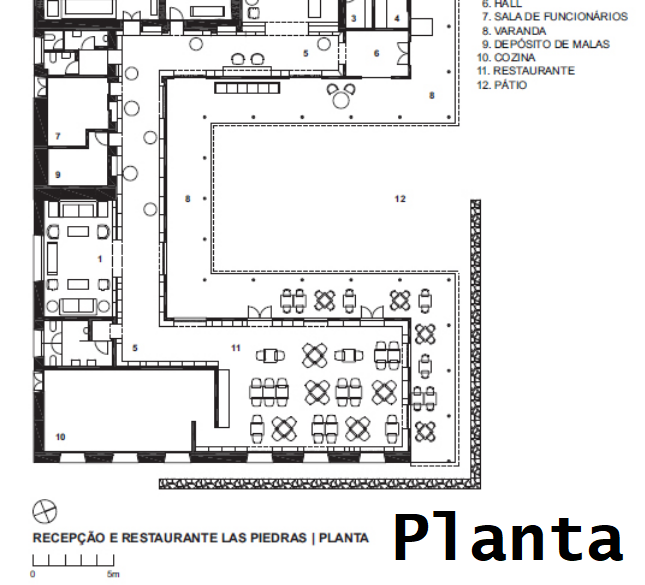 6. HALL
7. SALA DE FUNCIONÁRIOS
8. VARANDA
9. DEPÓSITO DE MALAS
10. COZINA
11. RESTAURANTE
12. PÁTIO
3
4
5
6
8
7
9
8
12
1
5
11
10
RECEPÇÃO E RESTAURANTE LAS PIEDRAS | PLANTA
Planta
0 5m